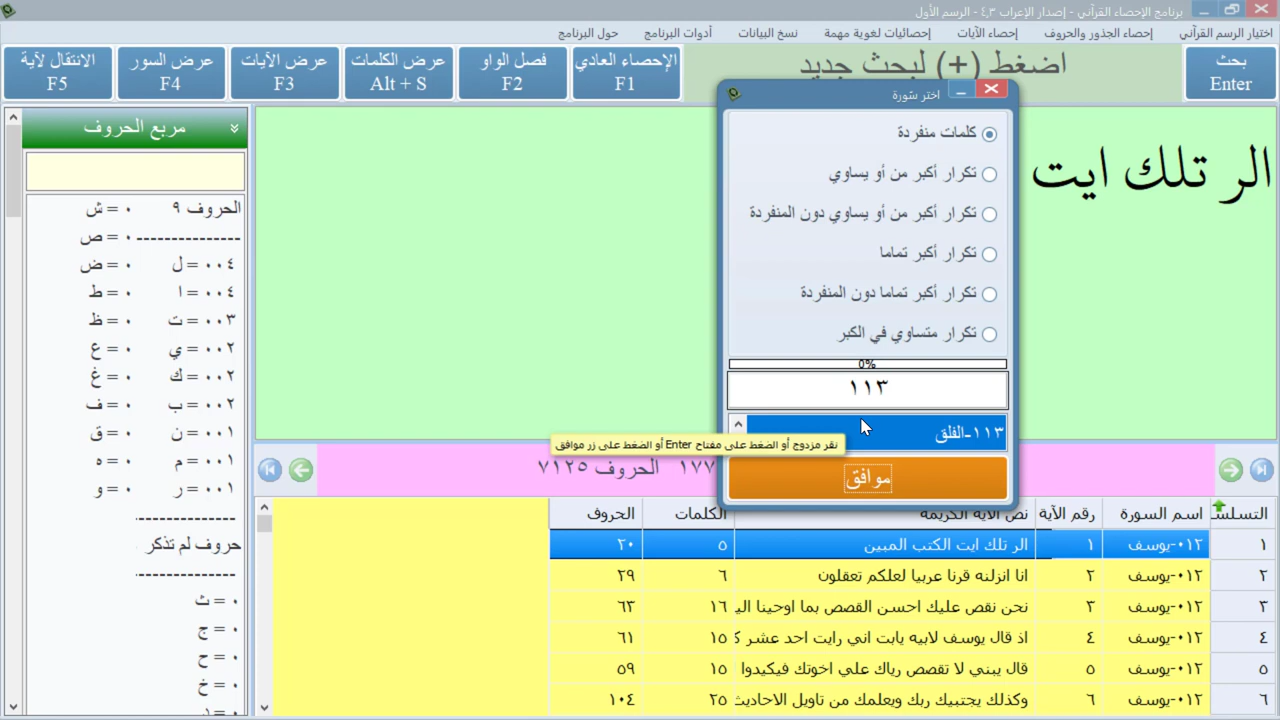 برنامج الإحصاء القرآني - إصدار الإعراب ٤,٣ - الرسم الأول
اختيار الرسم القرآني إحصاء الجذور والحروف إحصاء الآيات إحصائيات لغوية مهمة نسخ البيانات أدوات البرنامج حول البرنامج
بحث
Enter
اضغط (+) لبحث جديد
الإحصاء العادي
F1
فصل الواو
F2
عرض الكلمات
Alt + S
عرض الآيات
F3
عرض السور
F4
الانتقال لآية
F5
اختر سّورة
كلمات منفردة
تكرار أكبر من أو يساوي
تكرار أكبر من أو يساوي دون المنفردة
تكرار أكبر تماما
تكرار أكبر تماما دون المنفردة
تكرار متساوي في الكبر
0%
١١٣
١١٣-الفلق
موافق
نقر مزدوج أو الضغط على مفتاح Enter أو الضغط على زر موافق
الر تلك ايت
مربع الحروف
الحروف ٩ ٠ = ش
--------------- ٠ = ص
٠٠٤ = ل ٠ = ض
٠٠٤ = ا ٠ = ط
٠٠٣ = ت ٠ = ظ
٠٠٢ = ي ٠ = ع
٠٠٢ = ك ٠ = غ
٠٠٢ = ب ٠ = ف
٠٠١ = ن ٠ = ق
٠٠١ = م ٠ = ه
٠٠١ = ر ٠ = و
---------------
حروف لم تذكر
---------------
٠ = ث
٠ = ج
٠ = ح
٠ = خ
١٧٧ الحروف ٧١٢٥
اسم السورة رقم الآية نص الآية الكريمة الكلمات الحروف
١ ٠١٢-يوسف ١ الر تلك ايت الكتب المبين ٥ ٢٠
٢ ٠١٢-يوسف ٢ انا انزلنه قرنا عربيا لعلكم تعقلون ٦ ٢٩
٣ ٠١٢-يوسف ٣ نحن نقص عليك احسن القصص بما اوحينا ١٦ ٦٣
٤ ٠١٢-يوسف ٤ اذ قال يوسف لابيه يابت اني رايت احد عشر ١٥ ٦١
٥ ٠١٢-يوسف ٥ قال يبني لا تقصص رياك علي اخوتك فيكيدوا ١٥ ٥٩
٦ ٠١٢-يوسف ٦ وكذلك يجتبيك ربك ويعلمك من تاويل الاحاديث ٢٥ ١٠٤